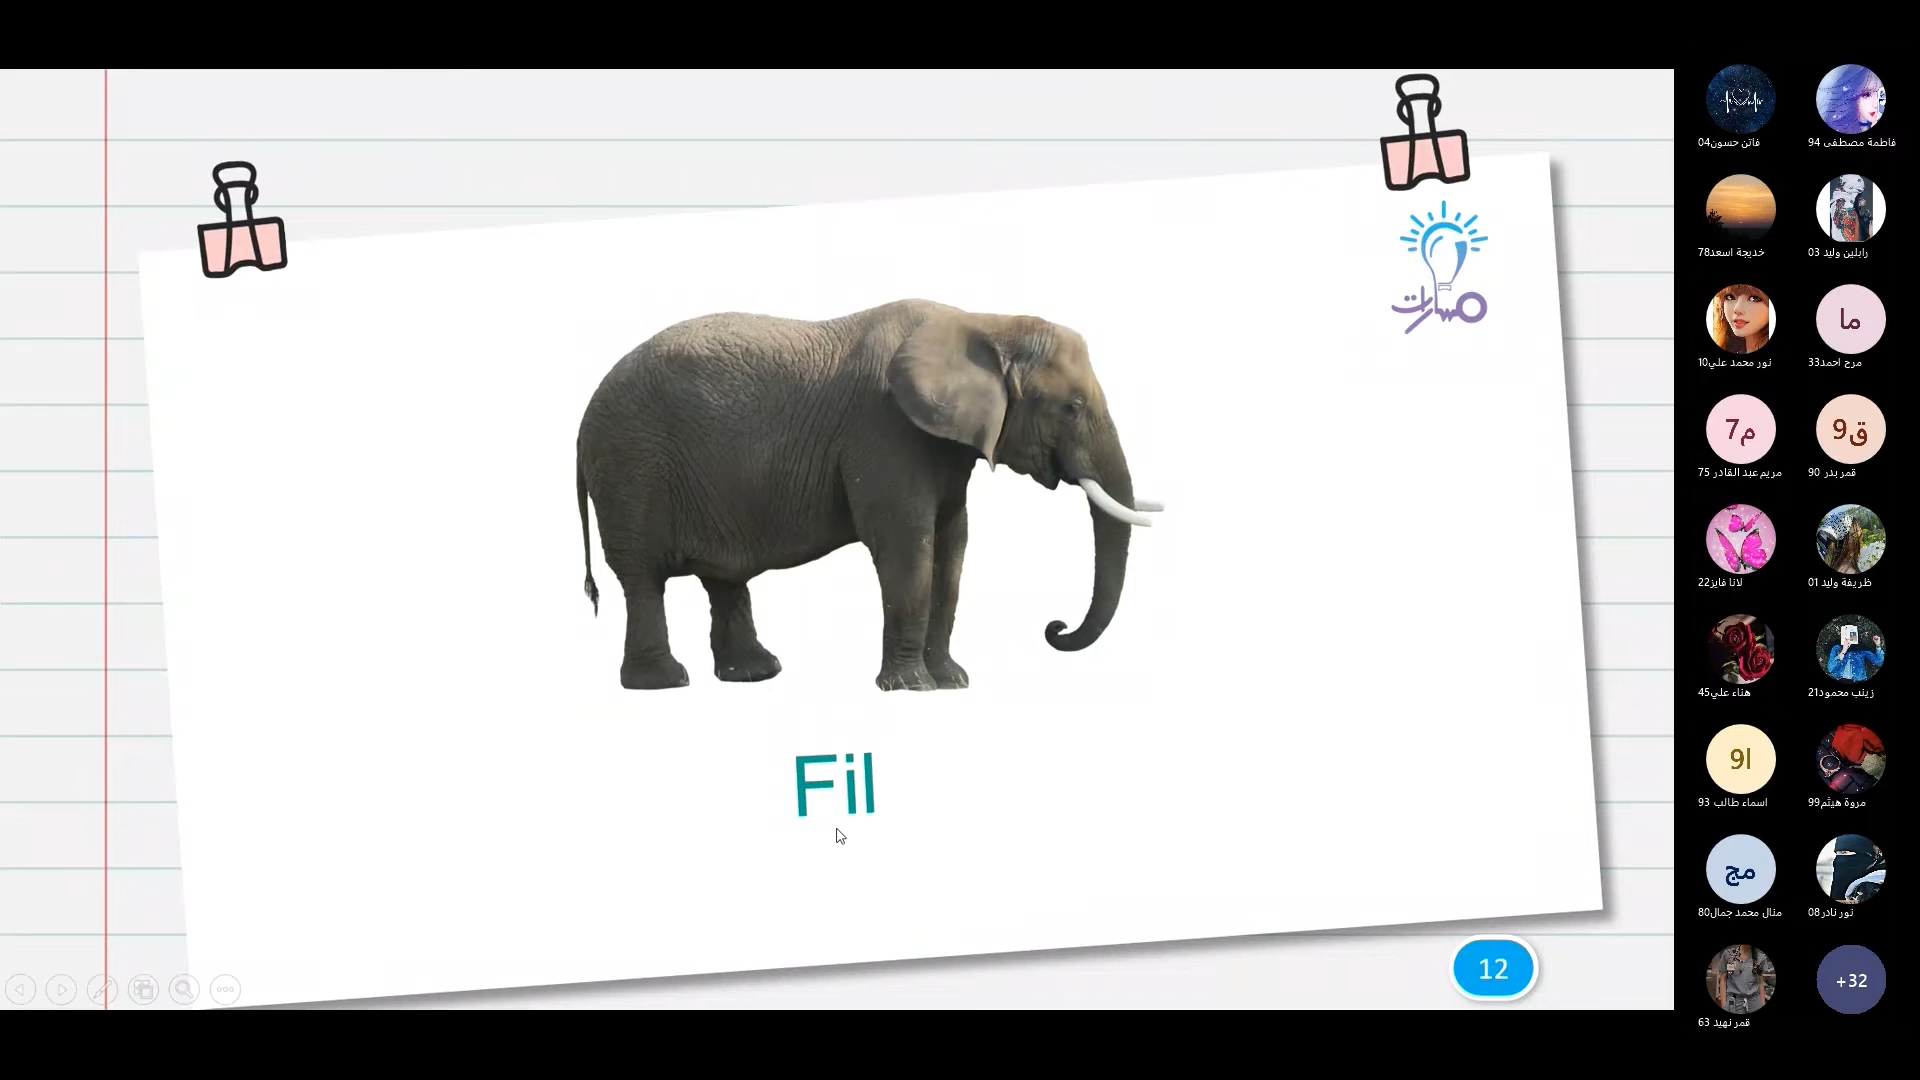 مسارات
Fil
12
فاتن حسون04
فاطمة مصطفى 94
خديجة اسعد78
رابلين وليد 03
نور محمد علي10
ما
مرح احمد33
م7
مريم عبد القادر 75
ق9
قمر بدر 90
لانا فايز22
ظريفة وليد 01
هناء علي45
زينب محمود21
ا9
اسماء طالب 93
مروة هيثم99
مج
منال محمد جمال80
نور نادر08
قمر نهيد 63
+32